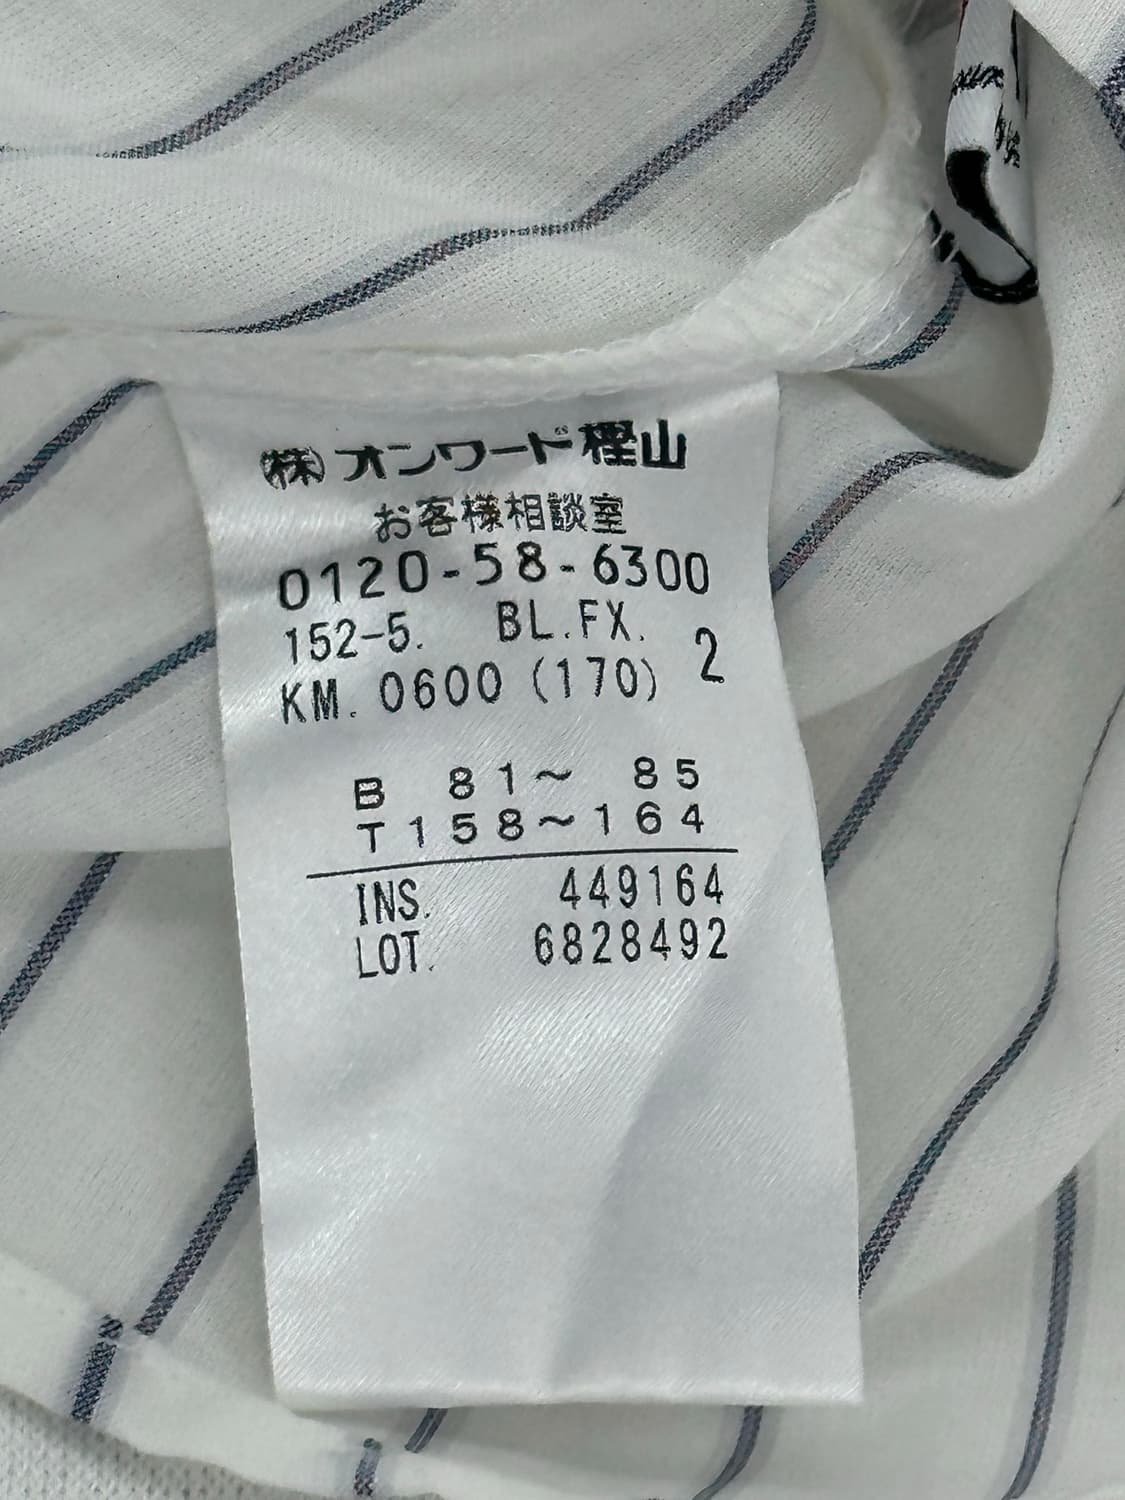 (株)オンワード樫山
お客様相談室
0120-58-6300
152-5. BL.FX. 2
KM. 0600 (170)
B 81～ 85
T 158～164
INS. 449164
LOT. 6828492